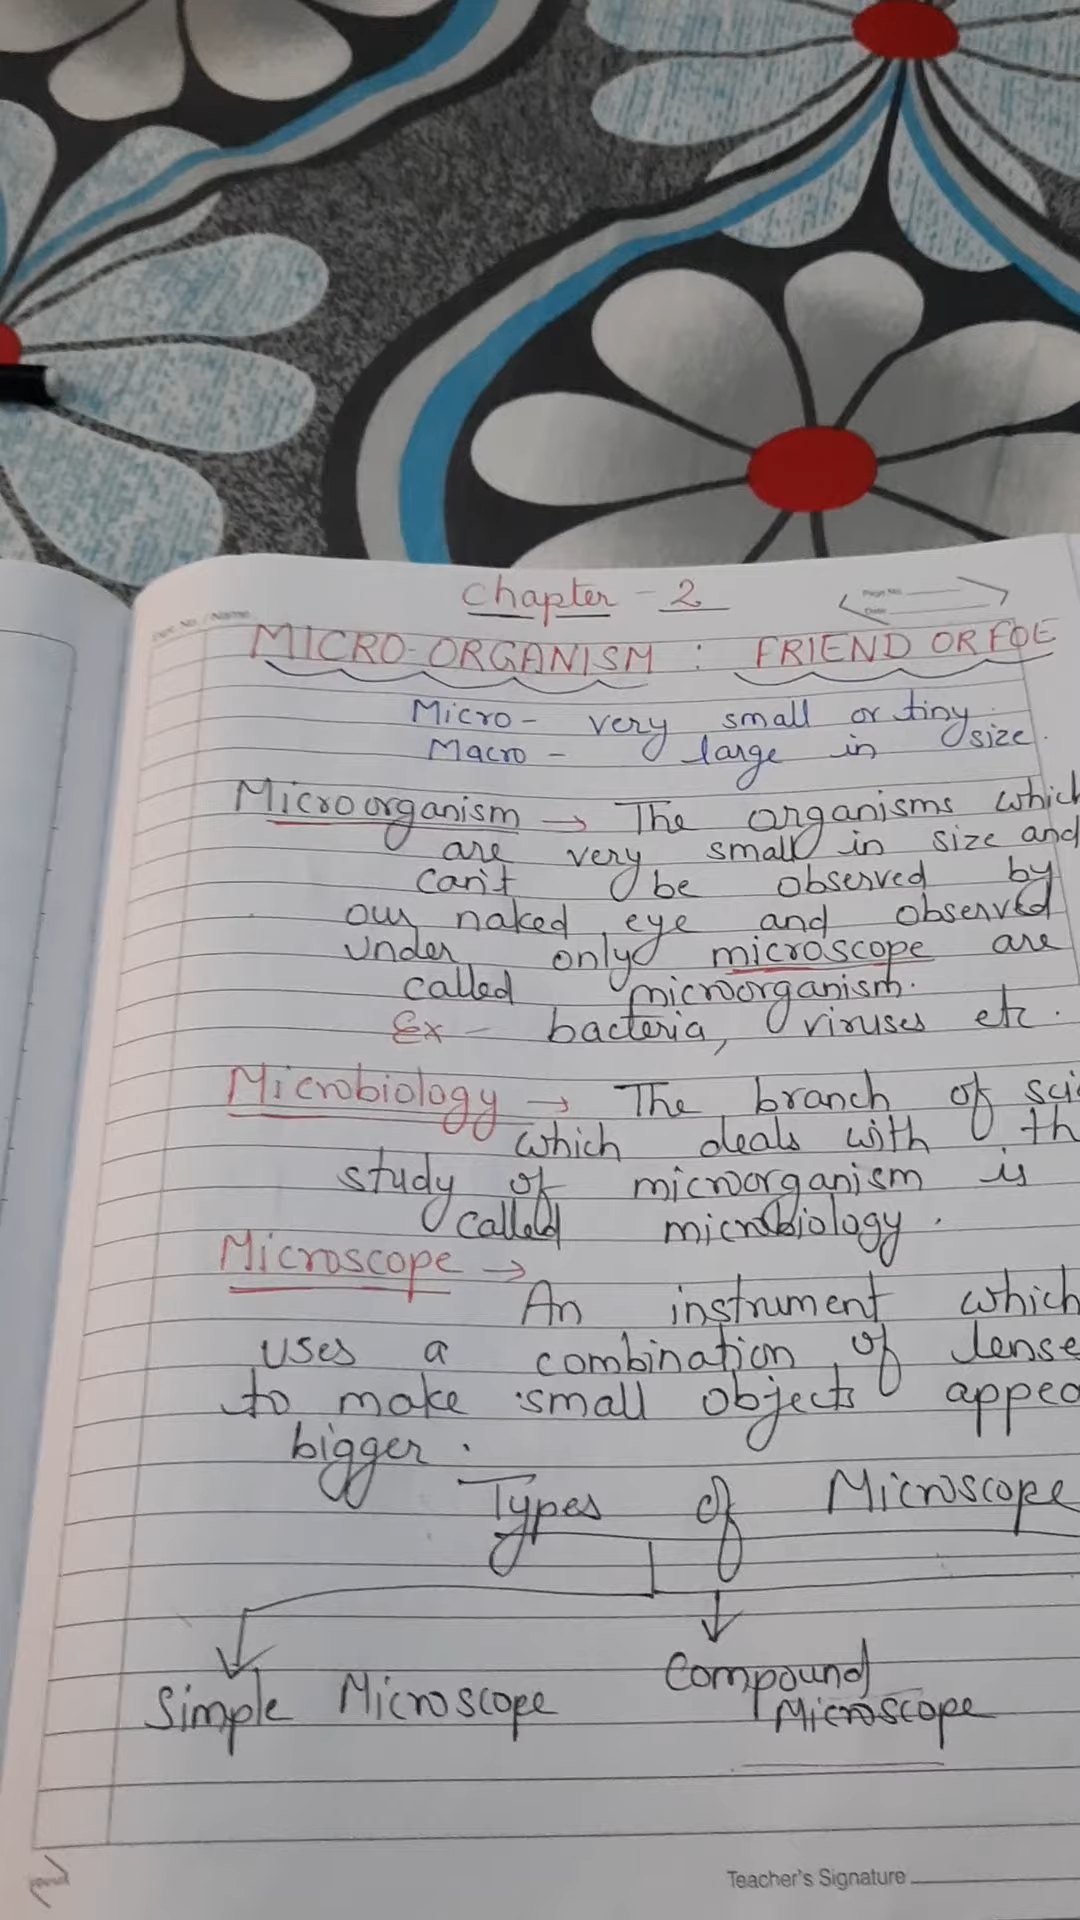 Chapter - 2
Page No.
Date
MICRO-ORGANISM : FRIEND OR FOE
Micro - very small or tiny.
Macro - large in size.
Microorganism → The organisms which
are very small in size and
can't be observed by
our naked eye and observed
under only microscope are
called microorganism.
Ex - bacteria, viruses etc.
Microbiology → The branch of sci
which deals with th
study of microorganism is
called microbiology.
Microscope →
An instrument which
uses a combination of lense
to make small objects appea
bigger.
Types of Microscope
Simple Microscope
Compound
Microscope
Teacher's Signature